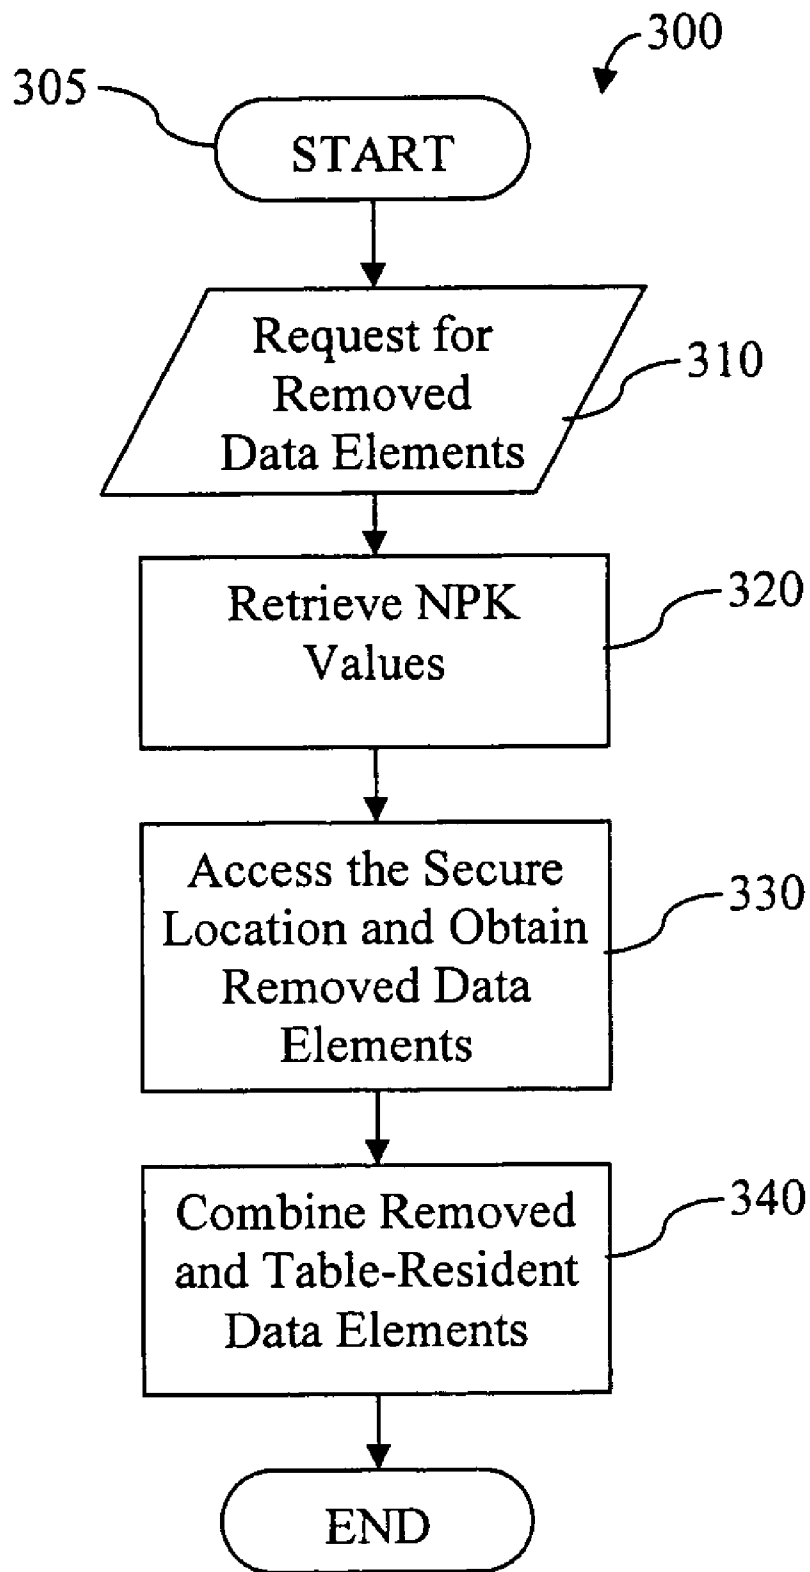 300
305
START
Request for
Removed
Data Elements
310
Retrieve NPK
Values
320
Access the Secure
Location and Obtain
Removed Data
Elements
330
Combine Removed
and Table-Resident
Data Elements
340
END